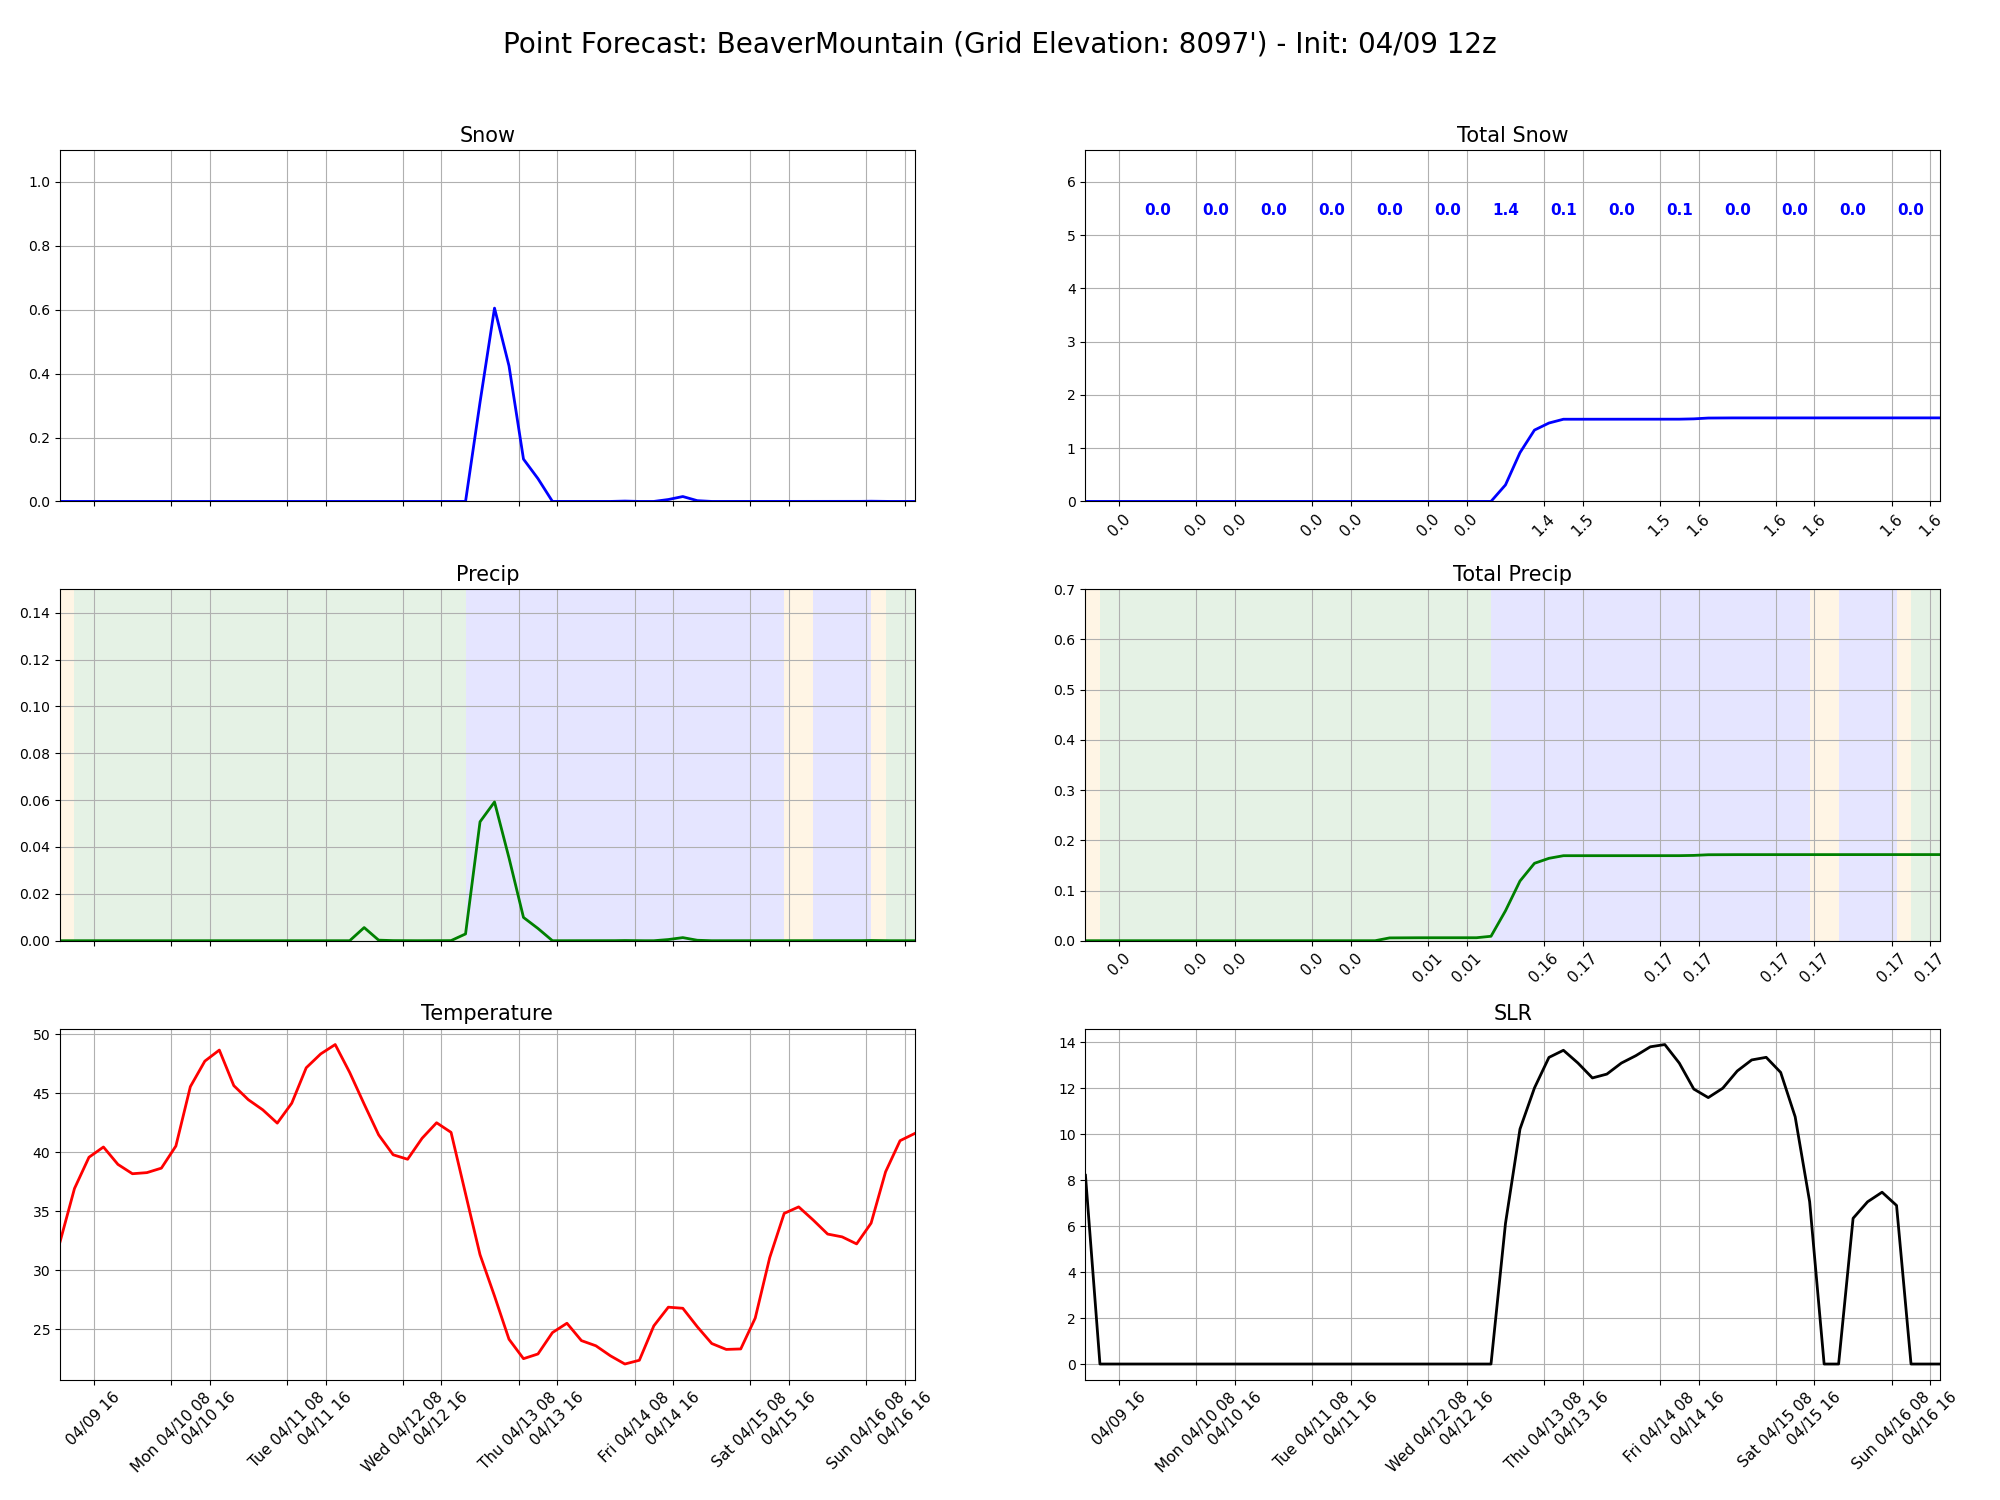 Point Forecast: BeaverMountain (Grid Elevation: 8097') - Init: 04/09 12z
Snow
1.0
0.8
0.6
0.4
0.2
0.0
Total Snow
6
5
4
3
2
1
0
0.0 0.0 0.0 0.0 0.0 0.0 1.4 0.1 0.0 0.1 0.0 0.0 0.0 0.0
0.0 0.0 0.0 0.0 0.0 0.0 0.0 1.4 1.5 1.5 1.6 1.6 1.6 1.6 1.6
Precip
0.14
0.12
0.10
0.08
0.06
0.04
0.02
0.00
Total Precip
0.7
0.6
0.5
0.4
0.3
0.2
0.1
0.0
0.0 0.0 0.0 0.0 0.0 0.01 0.01 0.16 0.17 0.17 0.17 0.17 0.17 0.17 0.17
Temperature
50
45
40
35
30
25
04/09 16
Mon 04/10 08
04/10 16
Tue 04/11 08
04/11 16
Wed 04/12 08
04/12 16
Thu 04/13 08
04/13 16
Fri 04/14 08
04/14 16
Sat 04/15 08
04/15 16
Sun 04/16 08
04/16 16
SLR
14
12
10
8
6
4
2
0
04/09 16
Mon 04/10 08
04/10 16
Tue 04/11 08
04/11 16
Wed 04/12 08
04/12 16
Thu 04/13 08
04/13 16
Fri 04/14 08
04/14 16
Sat 04/15 08
04/15 16
Sun 04/16 08
04/16 16